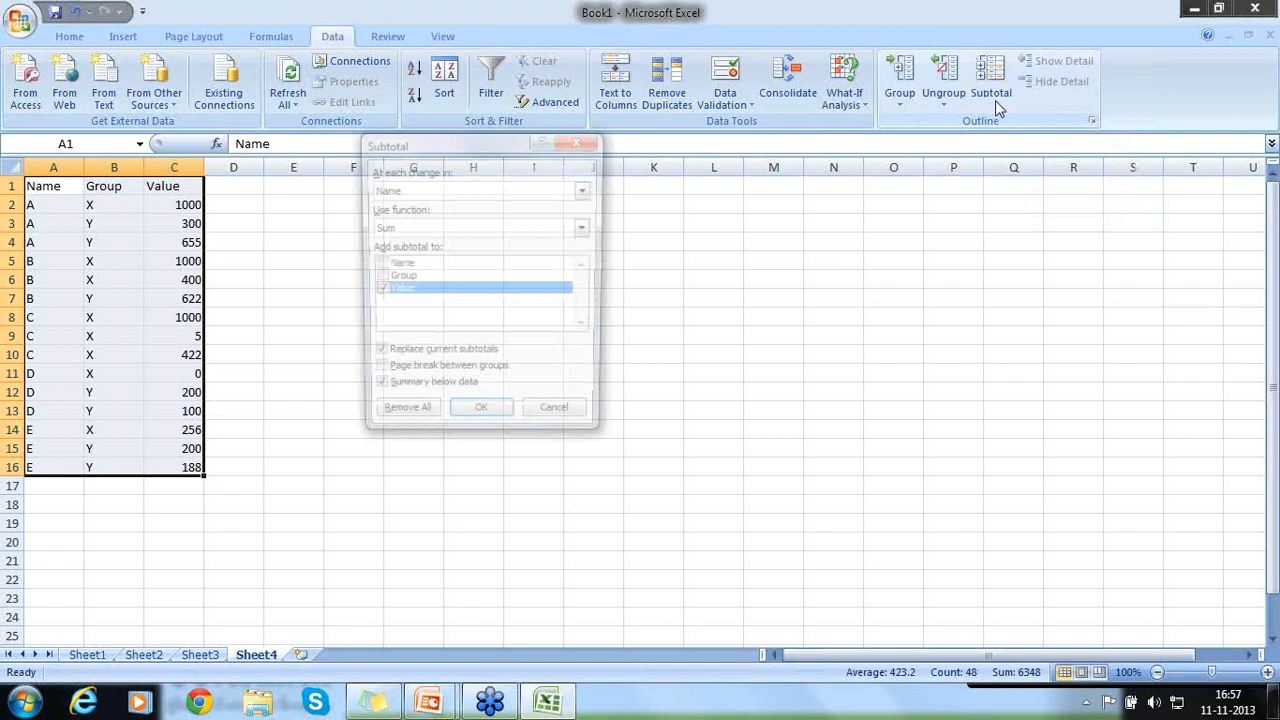 Book1 - Microsoft Excel
Home Insert Page Layout Formulas Data Review View
From Access
From Web
From Text
From Other Sources
Existing Connections
Get External Data
Refresh All
Connections
Properties
Edit Links
Connections
Sort
Filter
Clear
Reapply
Advanced
Sort & Filter
Text to Columns
Remove Duplicates
Data Validation
Consolidate
What-If Analysis
Data Tools
Group
Ungroup
Subtotal
Show Detail
Hide Detail
Outline
A1 fx Name
A B C D E F G H I J K L M N O P Q R S T U
1 Name Group Value
2 A X 1000
3 A Y 300
4 A Y 655
5 B X 1000
6 B X 400
7 B Y 622
8 C X 1000
9 C X 5
10 C X 422
11 D X 0
12 D Y 200
13 D Y 100
14 E X 256
15 E Y 200
16 E Y 188
17
18
19
20
21
22
23
24
25
Subtotal
At each change in:
Name
Use function:
Sum
Add subtotal to:
Name
Group
Value
Replace current subtotals
Page break between groups
Summary below data
Remove All OK Cancel
Sheet1 Sheet2 Sheet3 Sheet4
Ready Average: 423.2 Count: 48 Sum: 6348 100%
16:57
11-11-2013